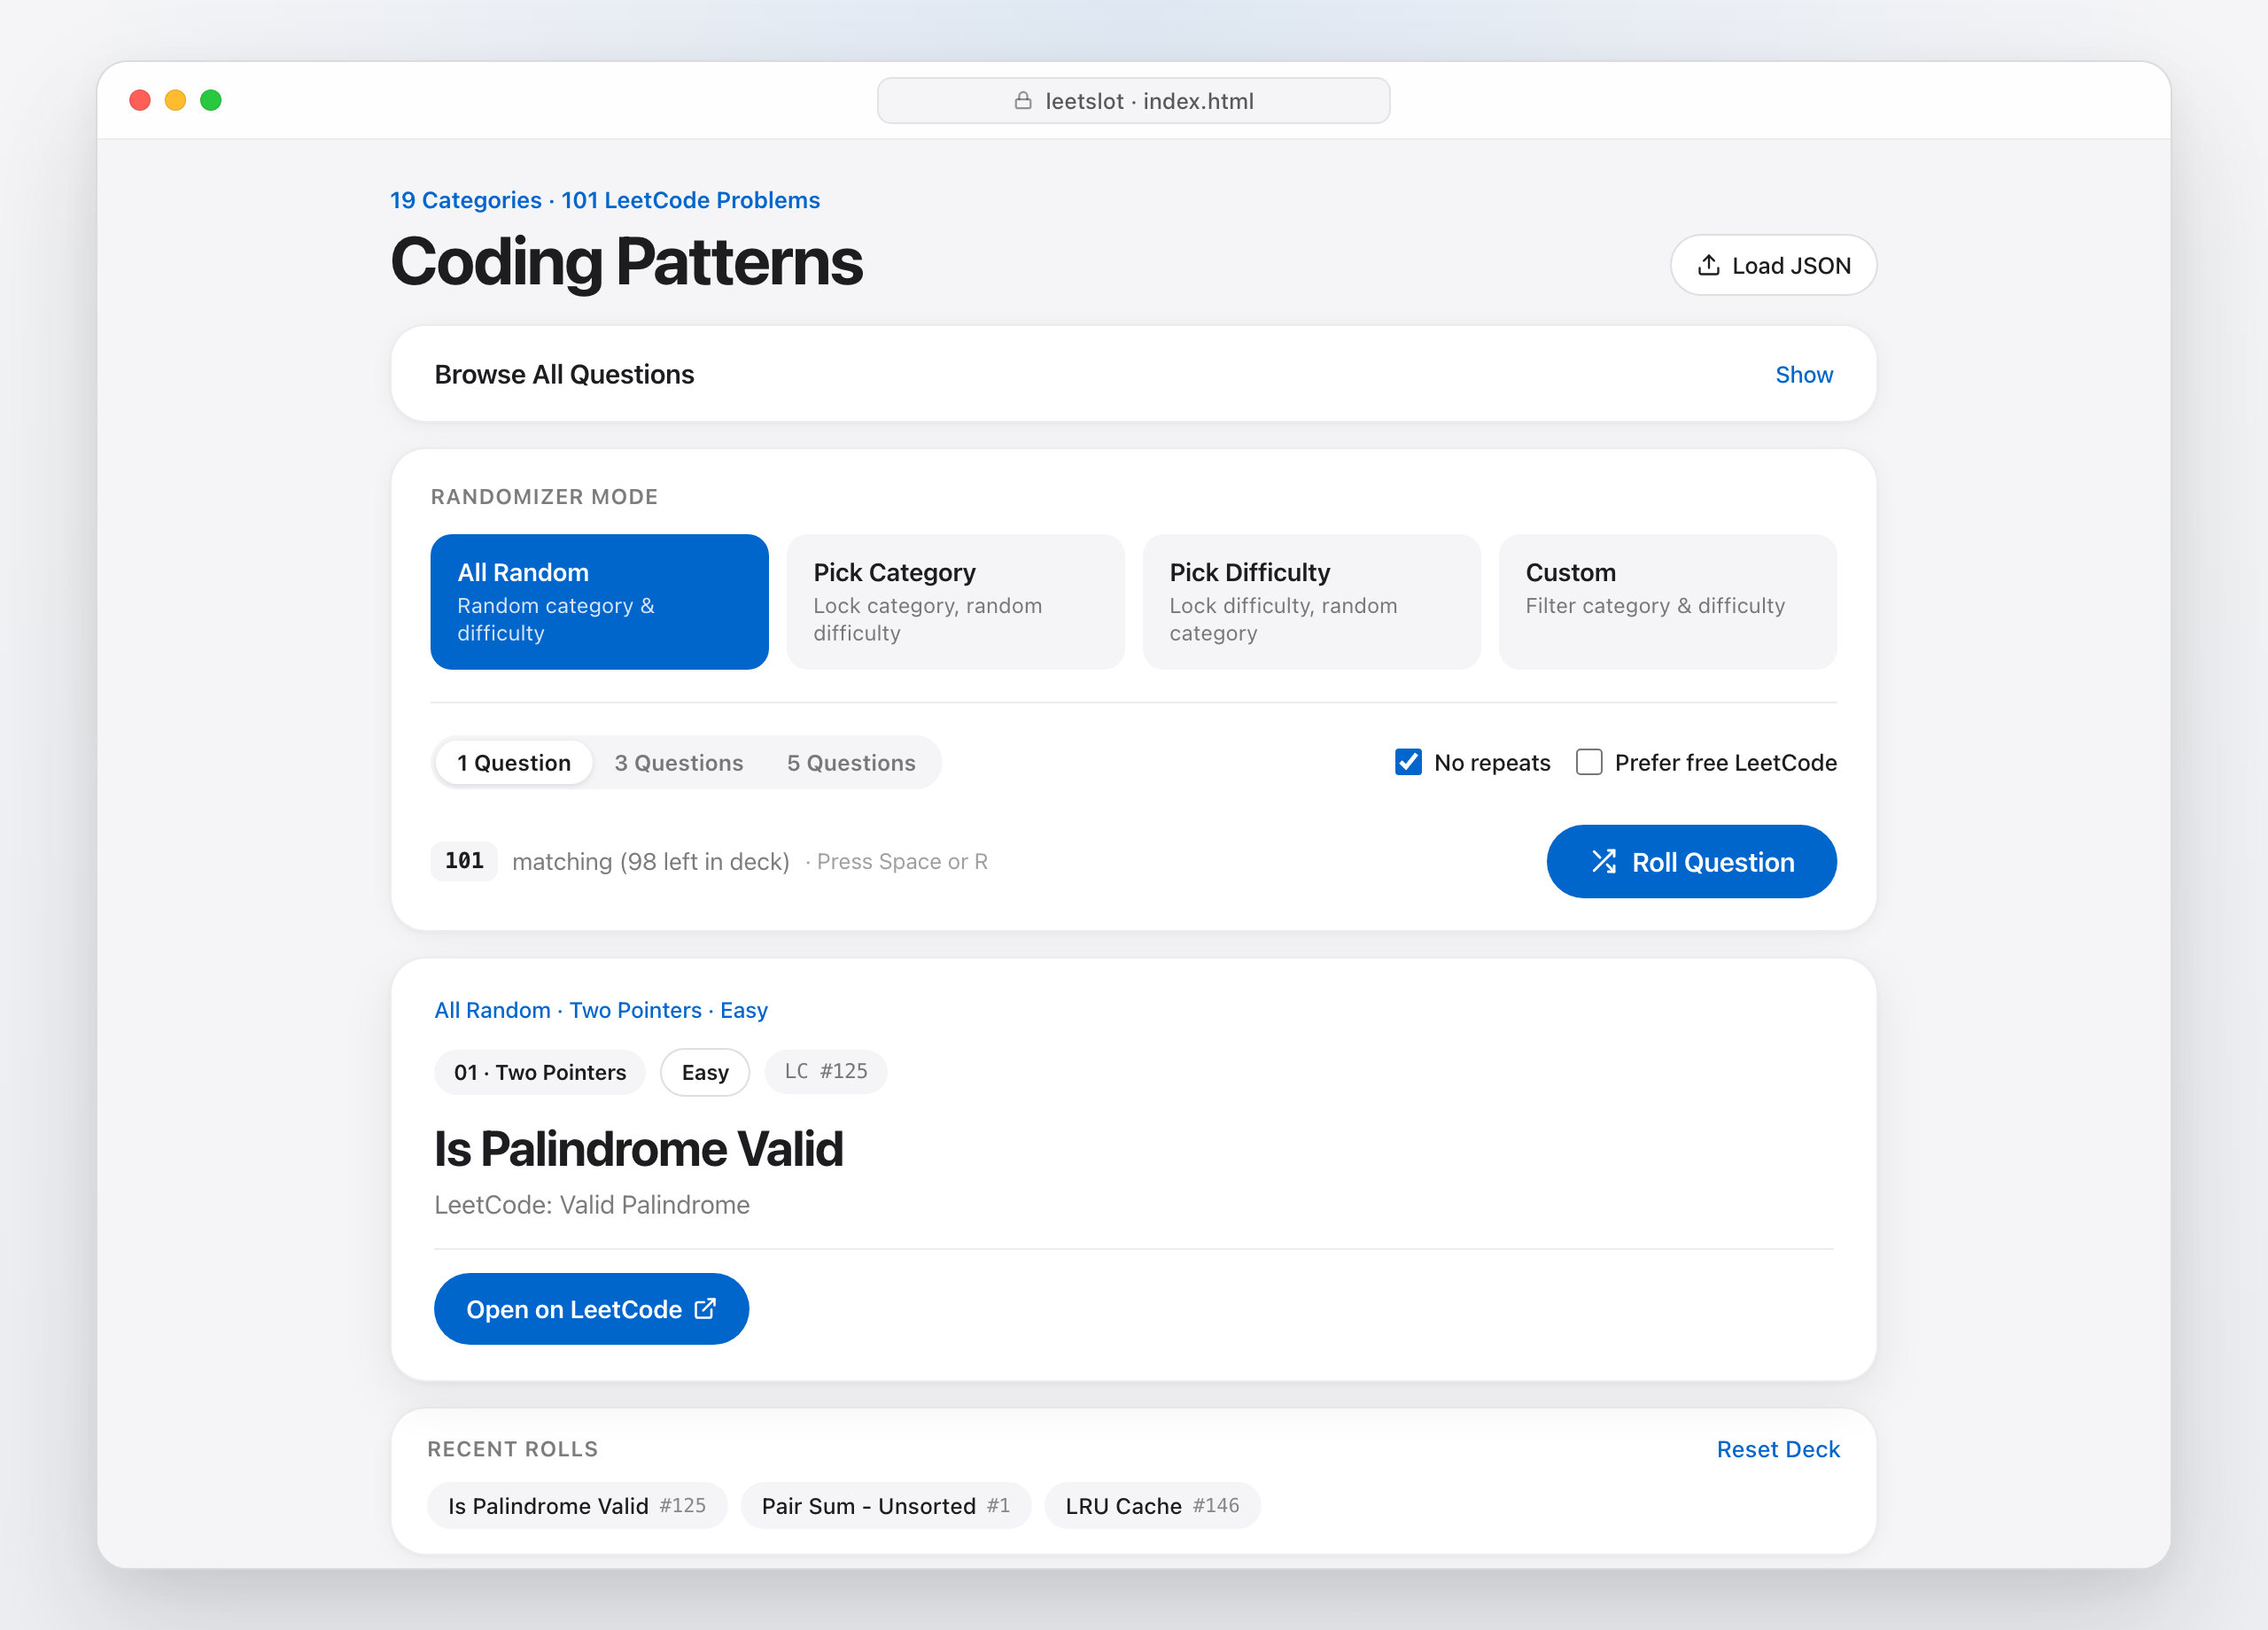 leetslot · index.html
19 Categories · 101 LeetCode Problems
Coding Patterns
Load JSON
Browse All Questions
Show
RANDOMIZER MODE
All Random
Random category &
difficulty
Pick Category
Lock category, random
difficulty
Pick Difficulty
Lock difficulty, random
category
Custom
Filter category & difficulty
1 Question
3 Questions
5 Questions
No repeats
Prefer free LeetCode
101 matching (98 left in deck) · Press Space or R
Roll Question
All Random · Two Pointers · Easy
01 · Two Pointers
Easy
LC #125
Is Palindrome Valid
LeetCode: Valid Palindrome
Open on LeetCode
RECENT ROLLS
Reset Deck
Is Palindrome Valid #125
Pair Sum - Unsorted #1
LRU Cache #146